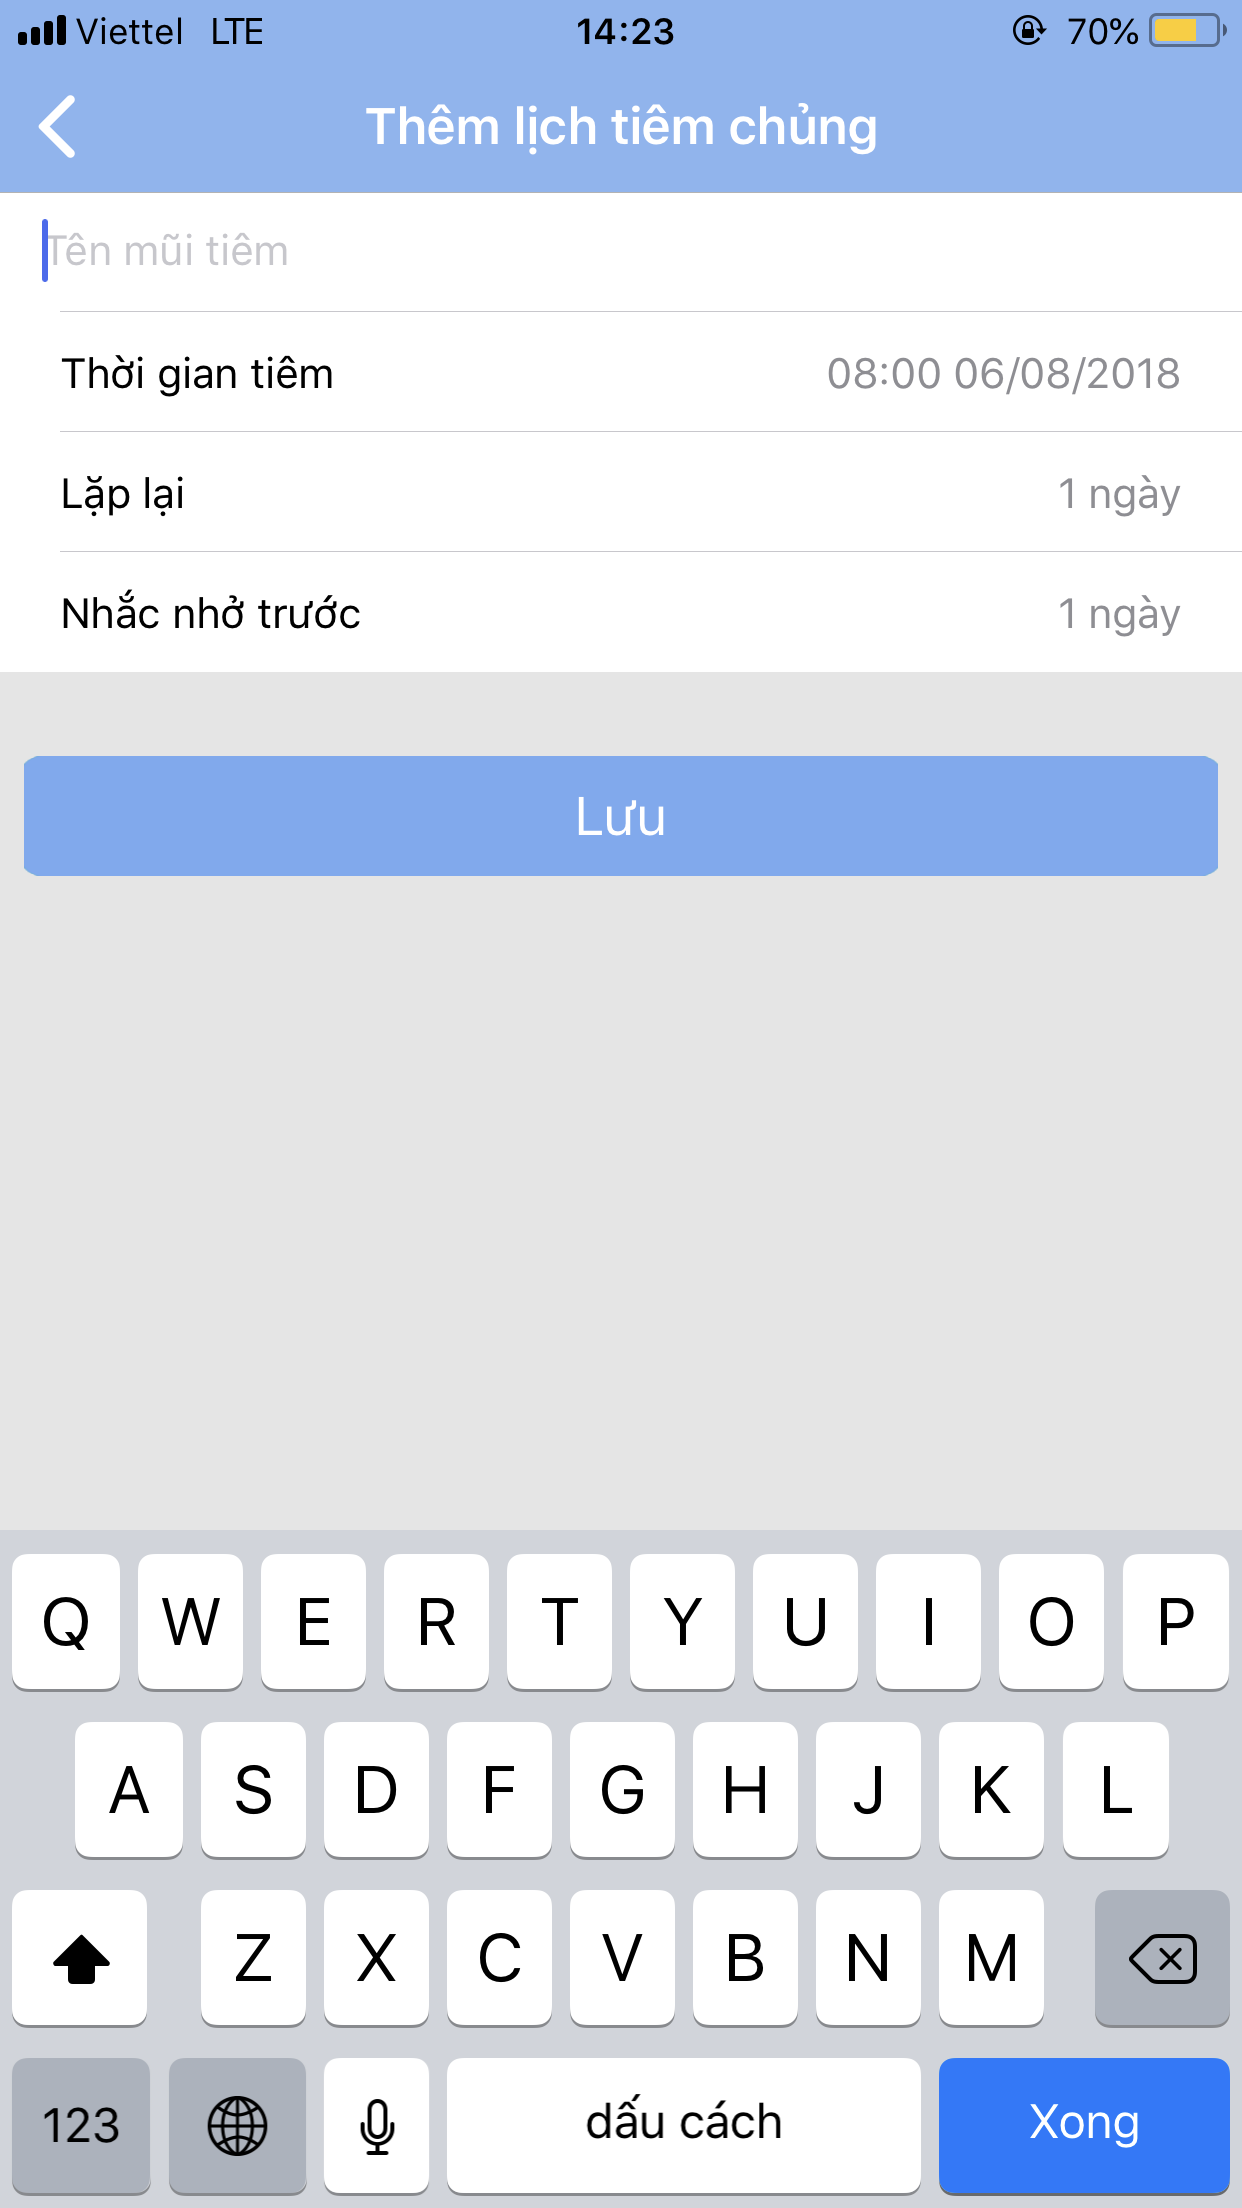 Viettel LTE 14:23 70%
Thêm lịch tiêm chủng
Tên mũi tiêm
Thời gian tiêm 08:00 06/08/2018
Lặp lại 1 ngày
Nhắc nhở trước 1 ngày
Lưu
Q W E R T Y U I O P
A S D F G H J K L
Z X C V B N M
123 dấu cách Xong